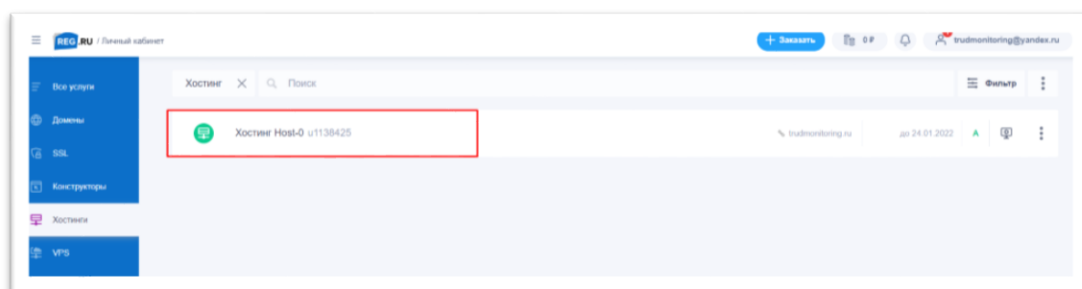 REG.RU / Личный кабинет
+ Заказать
0 ₽
trudmonitoring@yandex.ru
Все услуги
Хостинг
Поиск
Фильтр
Домены
Хостинг Host-0 u1138425
trudmonitoring.ru
до 24.01.2022
A
SSL
Конструкторы
Хостинги
VPS